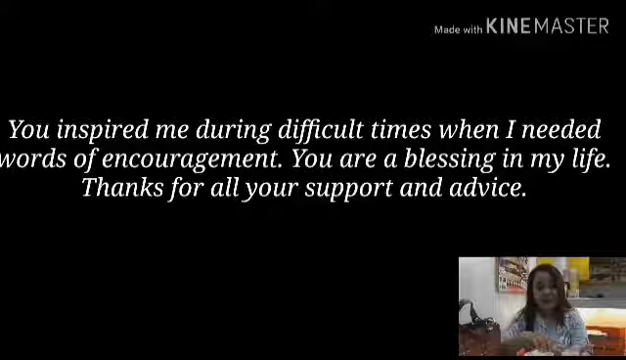 Made with KINEMASTER
You inspired me during difficult times when I needed
words of encouragement. You are a blessing in my life.
Thanks for all your support and advice.